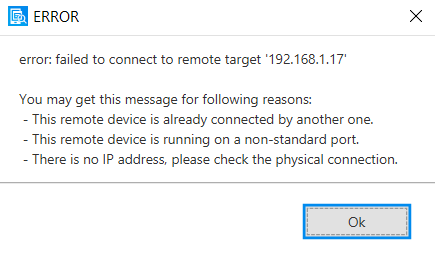 ERROR
error: failed to connect to remote target '192.168.1.17'
You may get this message for following reasons:
- This remote device is already connected by another one.
- This remote device is running on a non-standard port.
- There is no IP address, please check the physical connection.
Ok